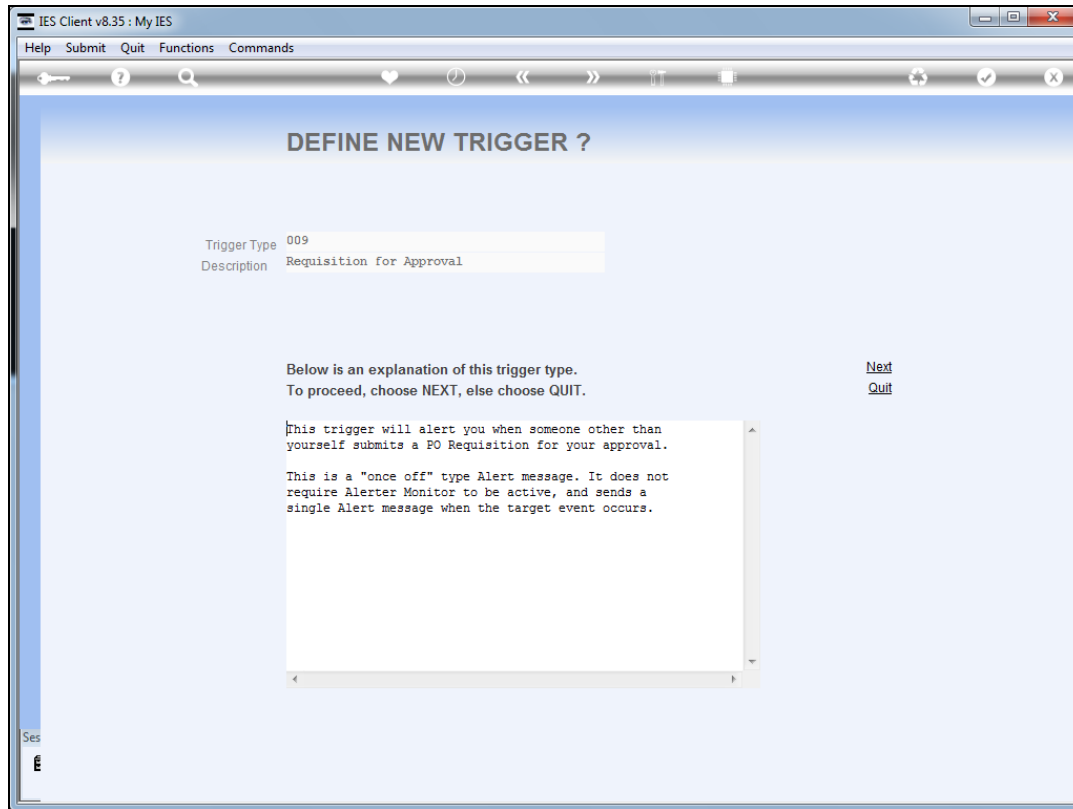 IES Client v8.35 : My IES
Help Submit Quit Functions Commands
DEFINE NEW TRIGGER ?
Trigger Type 009
Description Requisition for Approval
Below is an explanation of this trigger type. Next
To proceed, choose NEXT, else choose QUIT. Quit
This trigger will alert you when someone other than
yourself submits a PO Requisition for your approval.
This is a "once off" type Alert message. It does not
require Alerter Monitor to be active, and sends a
single Alert message when the target event occurs.
Ses